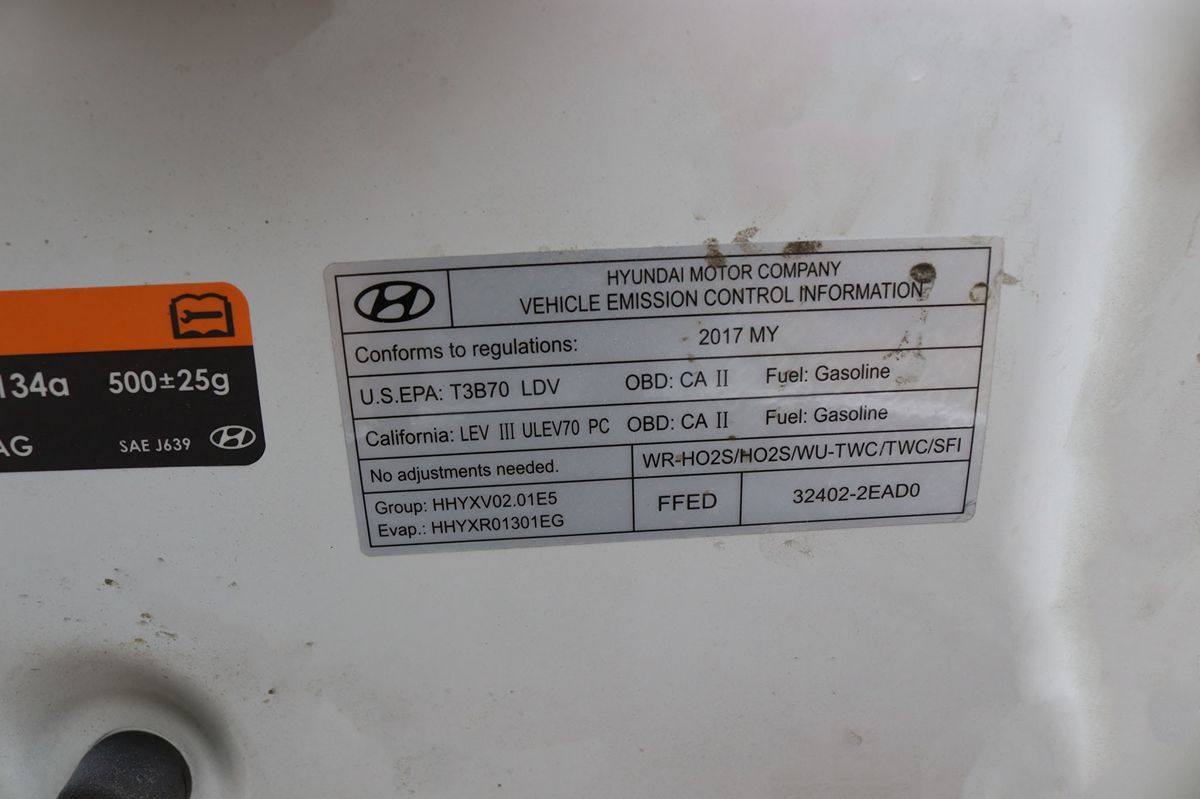 134a 500±25g
AG SAE J639
HYUNDAI MOTOR COMPANY
VEHICLE EMISSION CONTROL INFORMATION
Conforms to regulations: 2017 MY
U.S.EPA: T3B70 LDV OBD: CA II Fuel: Gasoline
California: LEV III ULEV70 PC OBD: CA II Fuel: Gasoline
No adjustments needed. WR-HO2S/HO2S/WU-TWC/TWC/SFI
Group: HHYXV02.01E5
Evap.: HHYXR01301EG
FFED 32402-2EAD0